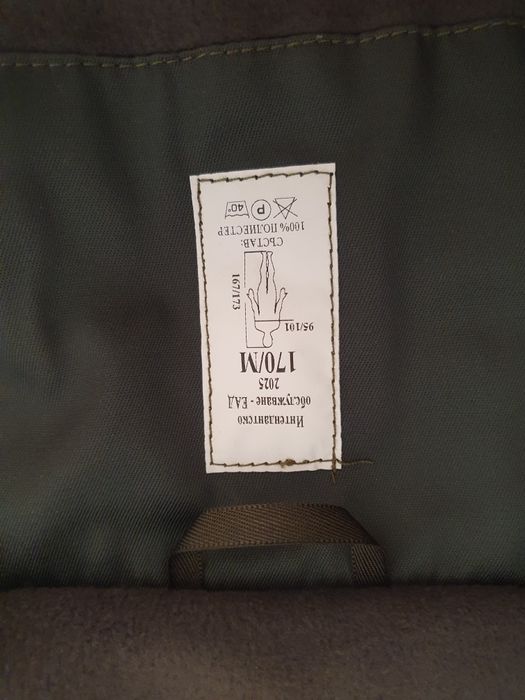 Интендантско
обслужване - ЕАД
2025
170/M
95/101
167/173
СЪСТАВ:
100% ПОЛИЕСТЕР
P 40°